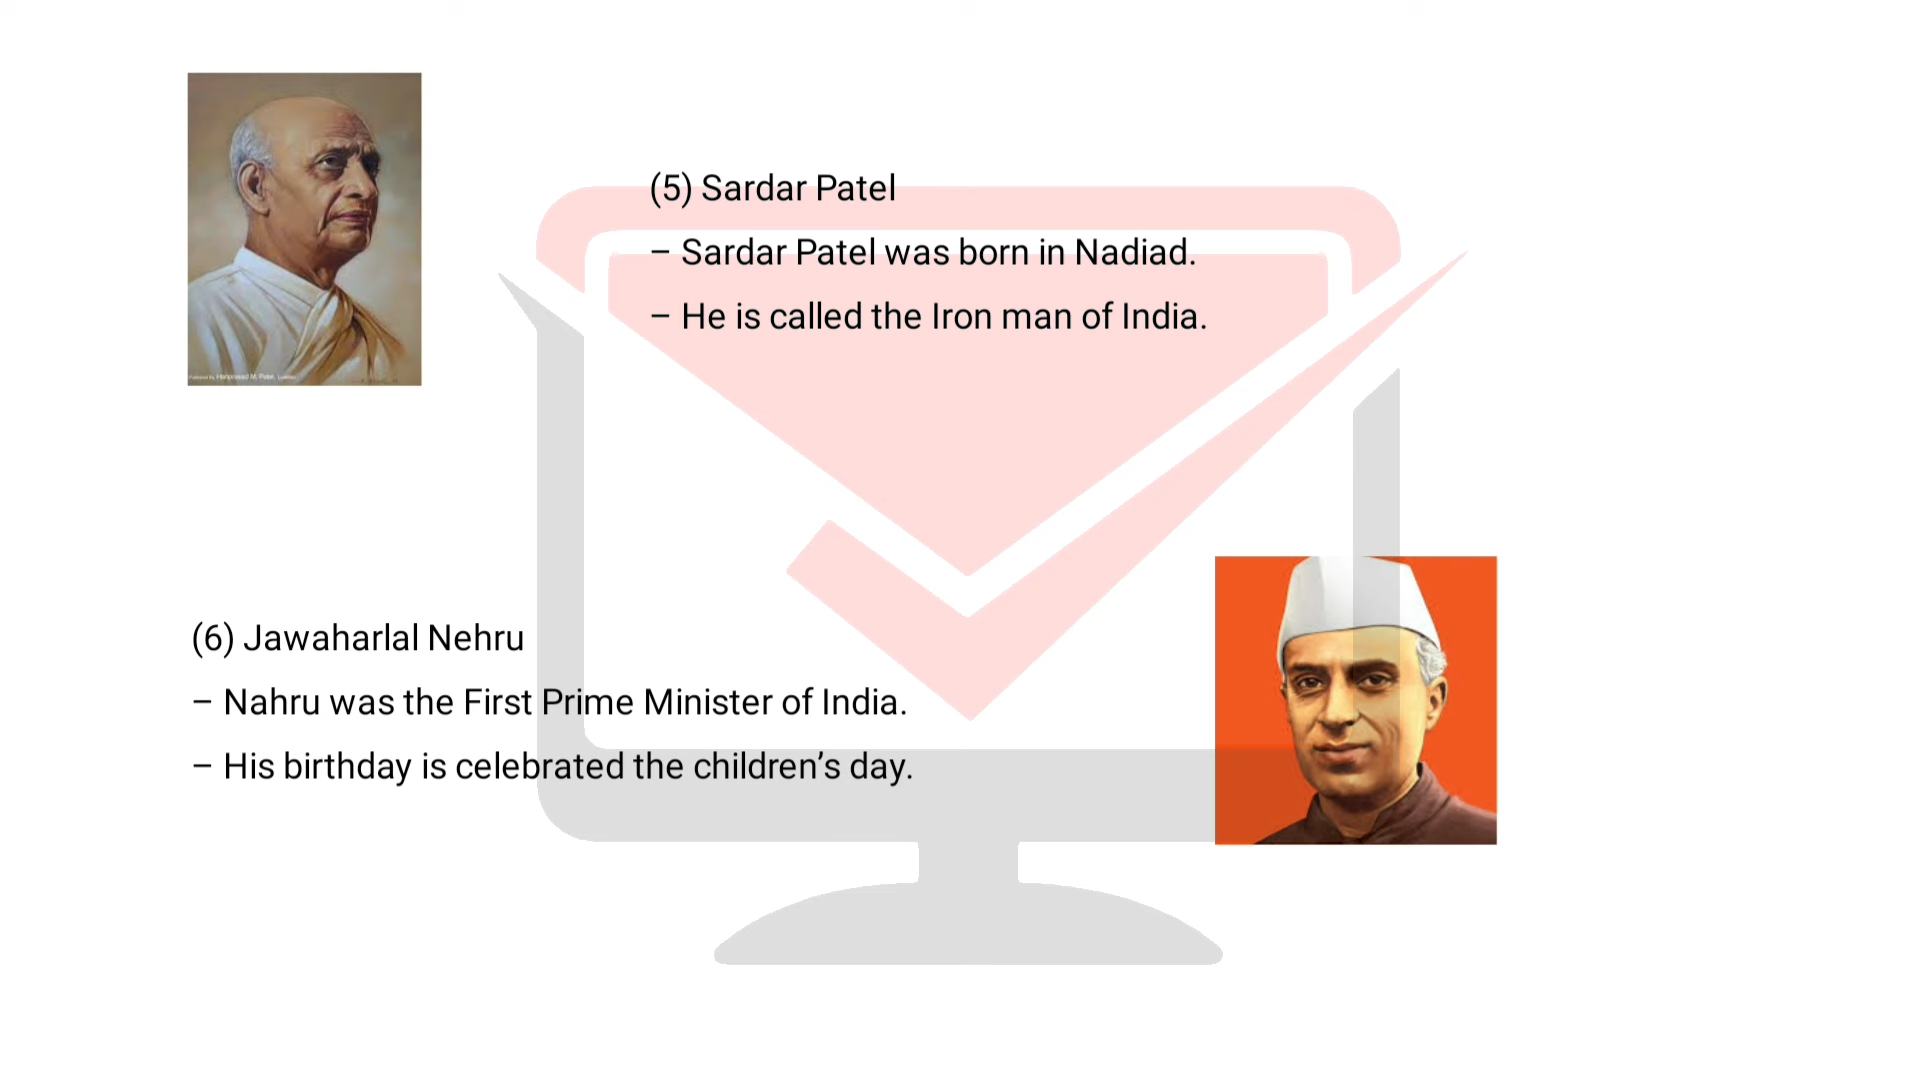 (5) Sardar Patel
– Sardar Patel was born in Nadiad.
– He is called the Iron man of India.
(6) Jawaharlal Nehru
– Nahru was the First Prime Minister of India.
– His birthday is celebrated the children’s day.